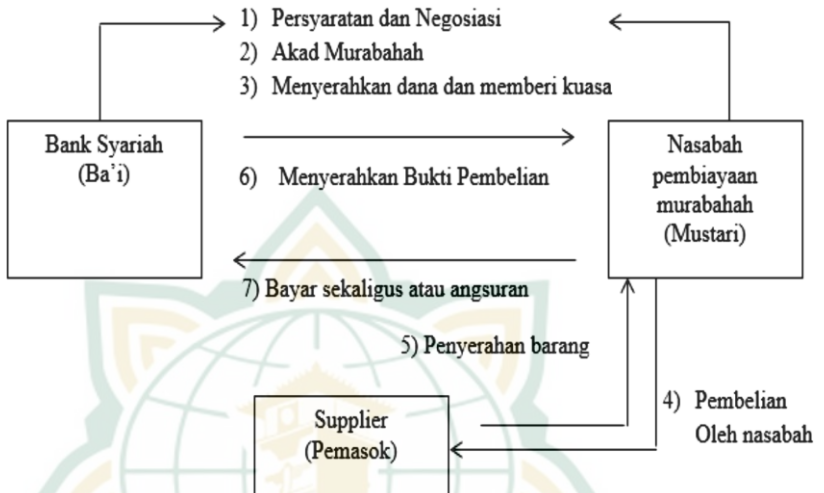 1) Persyaratan dan Negosiasi
2) Akad Murabahah
3) Menyerahkan dana dan memberi kuasa
Bank Syariah
(Ba'i)
Nasabah
pembiayaan
murabahah
(Mustari)
6) Menyerahkan Bukti Pembelian
7) Bayar sekaligus atau angsuran
5) Penyerahan barang
4) Pembelian
Oleh nasabah
Supplier
(Pemasok)